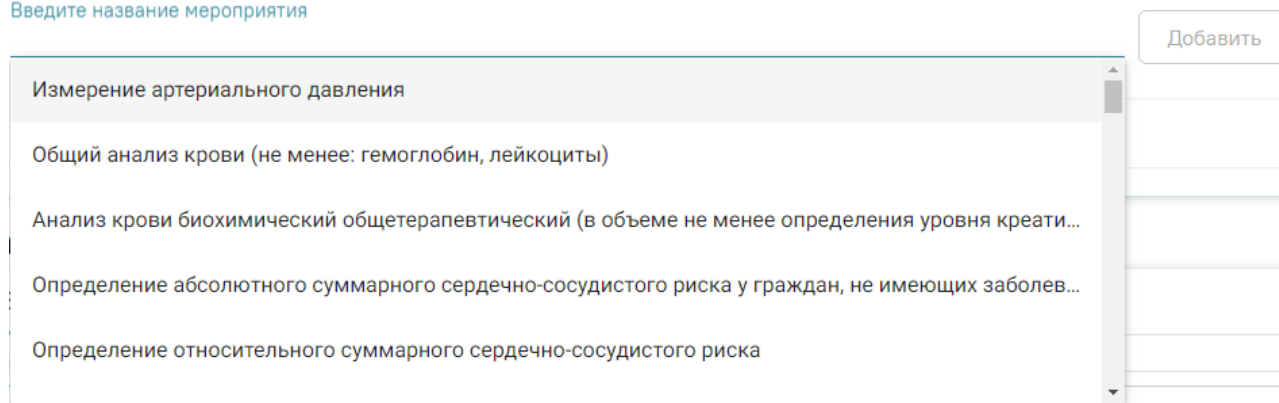 Введите название мероприятия
Добавить
Измерение артериального давления
Общий анализ крови (не менее: гемоглобин, лейкоциты)
Анализ крови биохимический общетерапевтический (в объеме не менее определения уровня креати...
Определение абсолютного суммарного сердечно-сосудистого риска у граждан, не имеющих заболев...
Определение относительного суммарного сердечно-сосудистого риска